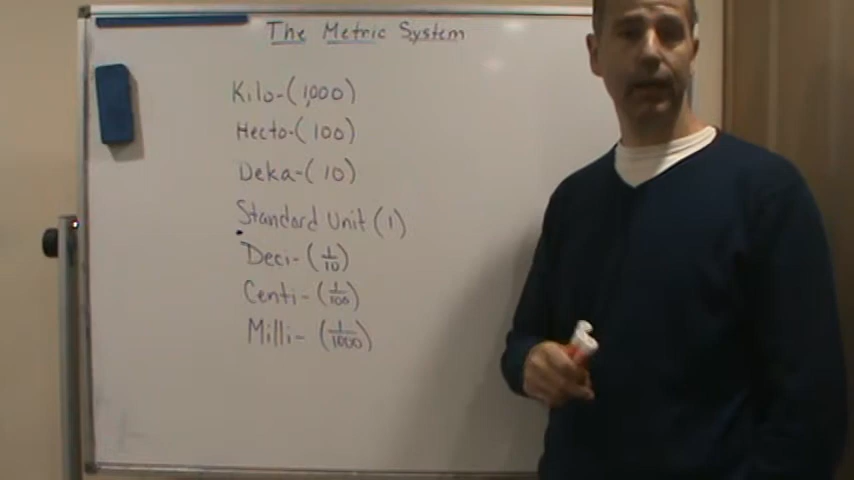 The Metric System
Kilo-(1,000)
Hecto-(100)
Deka-(10)
Standard Unit (1)
Deci-(1/10)
Centi-(1/100)
Milli-(1/1000)